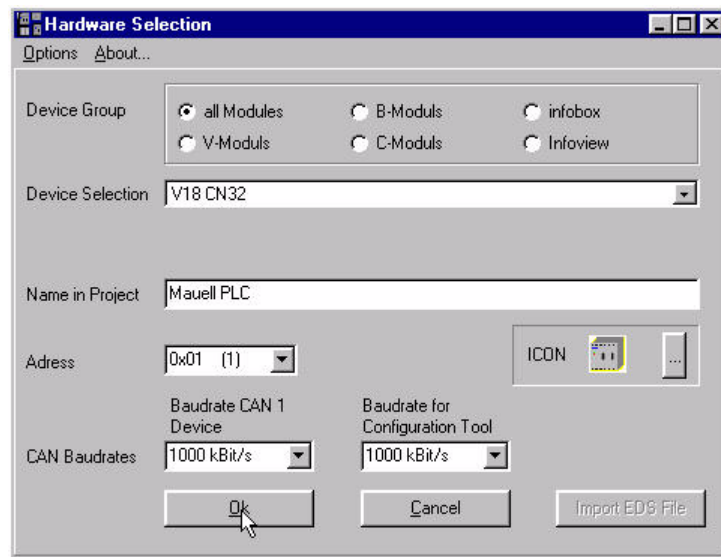 Hardware Selection
Options About...
Device Group
all Modules B-Moduls infobox
V-Moduls C-Moduls Infoview
Device Selection V18 CN32
Name in Project Mauell PLC
Adress 0x01 (1) ICON ...
Baudrate CAN 1 Baudrate for
Device Configuration Tool
CAN Baudrates 1000 kBit/s 1000 kBit/s
Ok Cancel Import EDS File